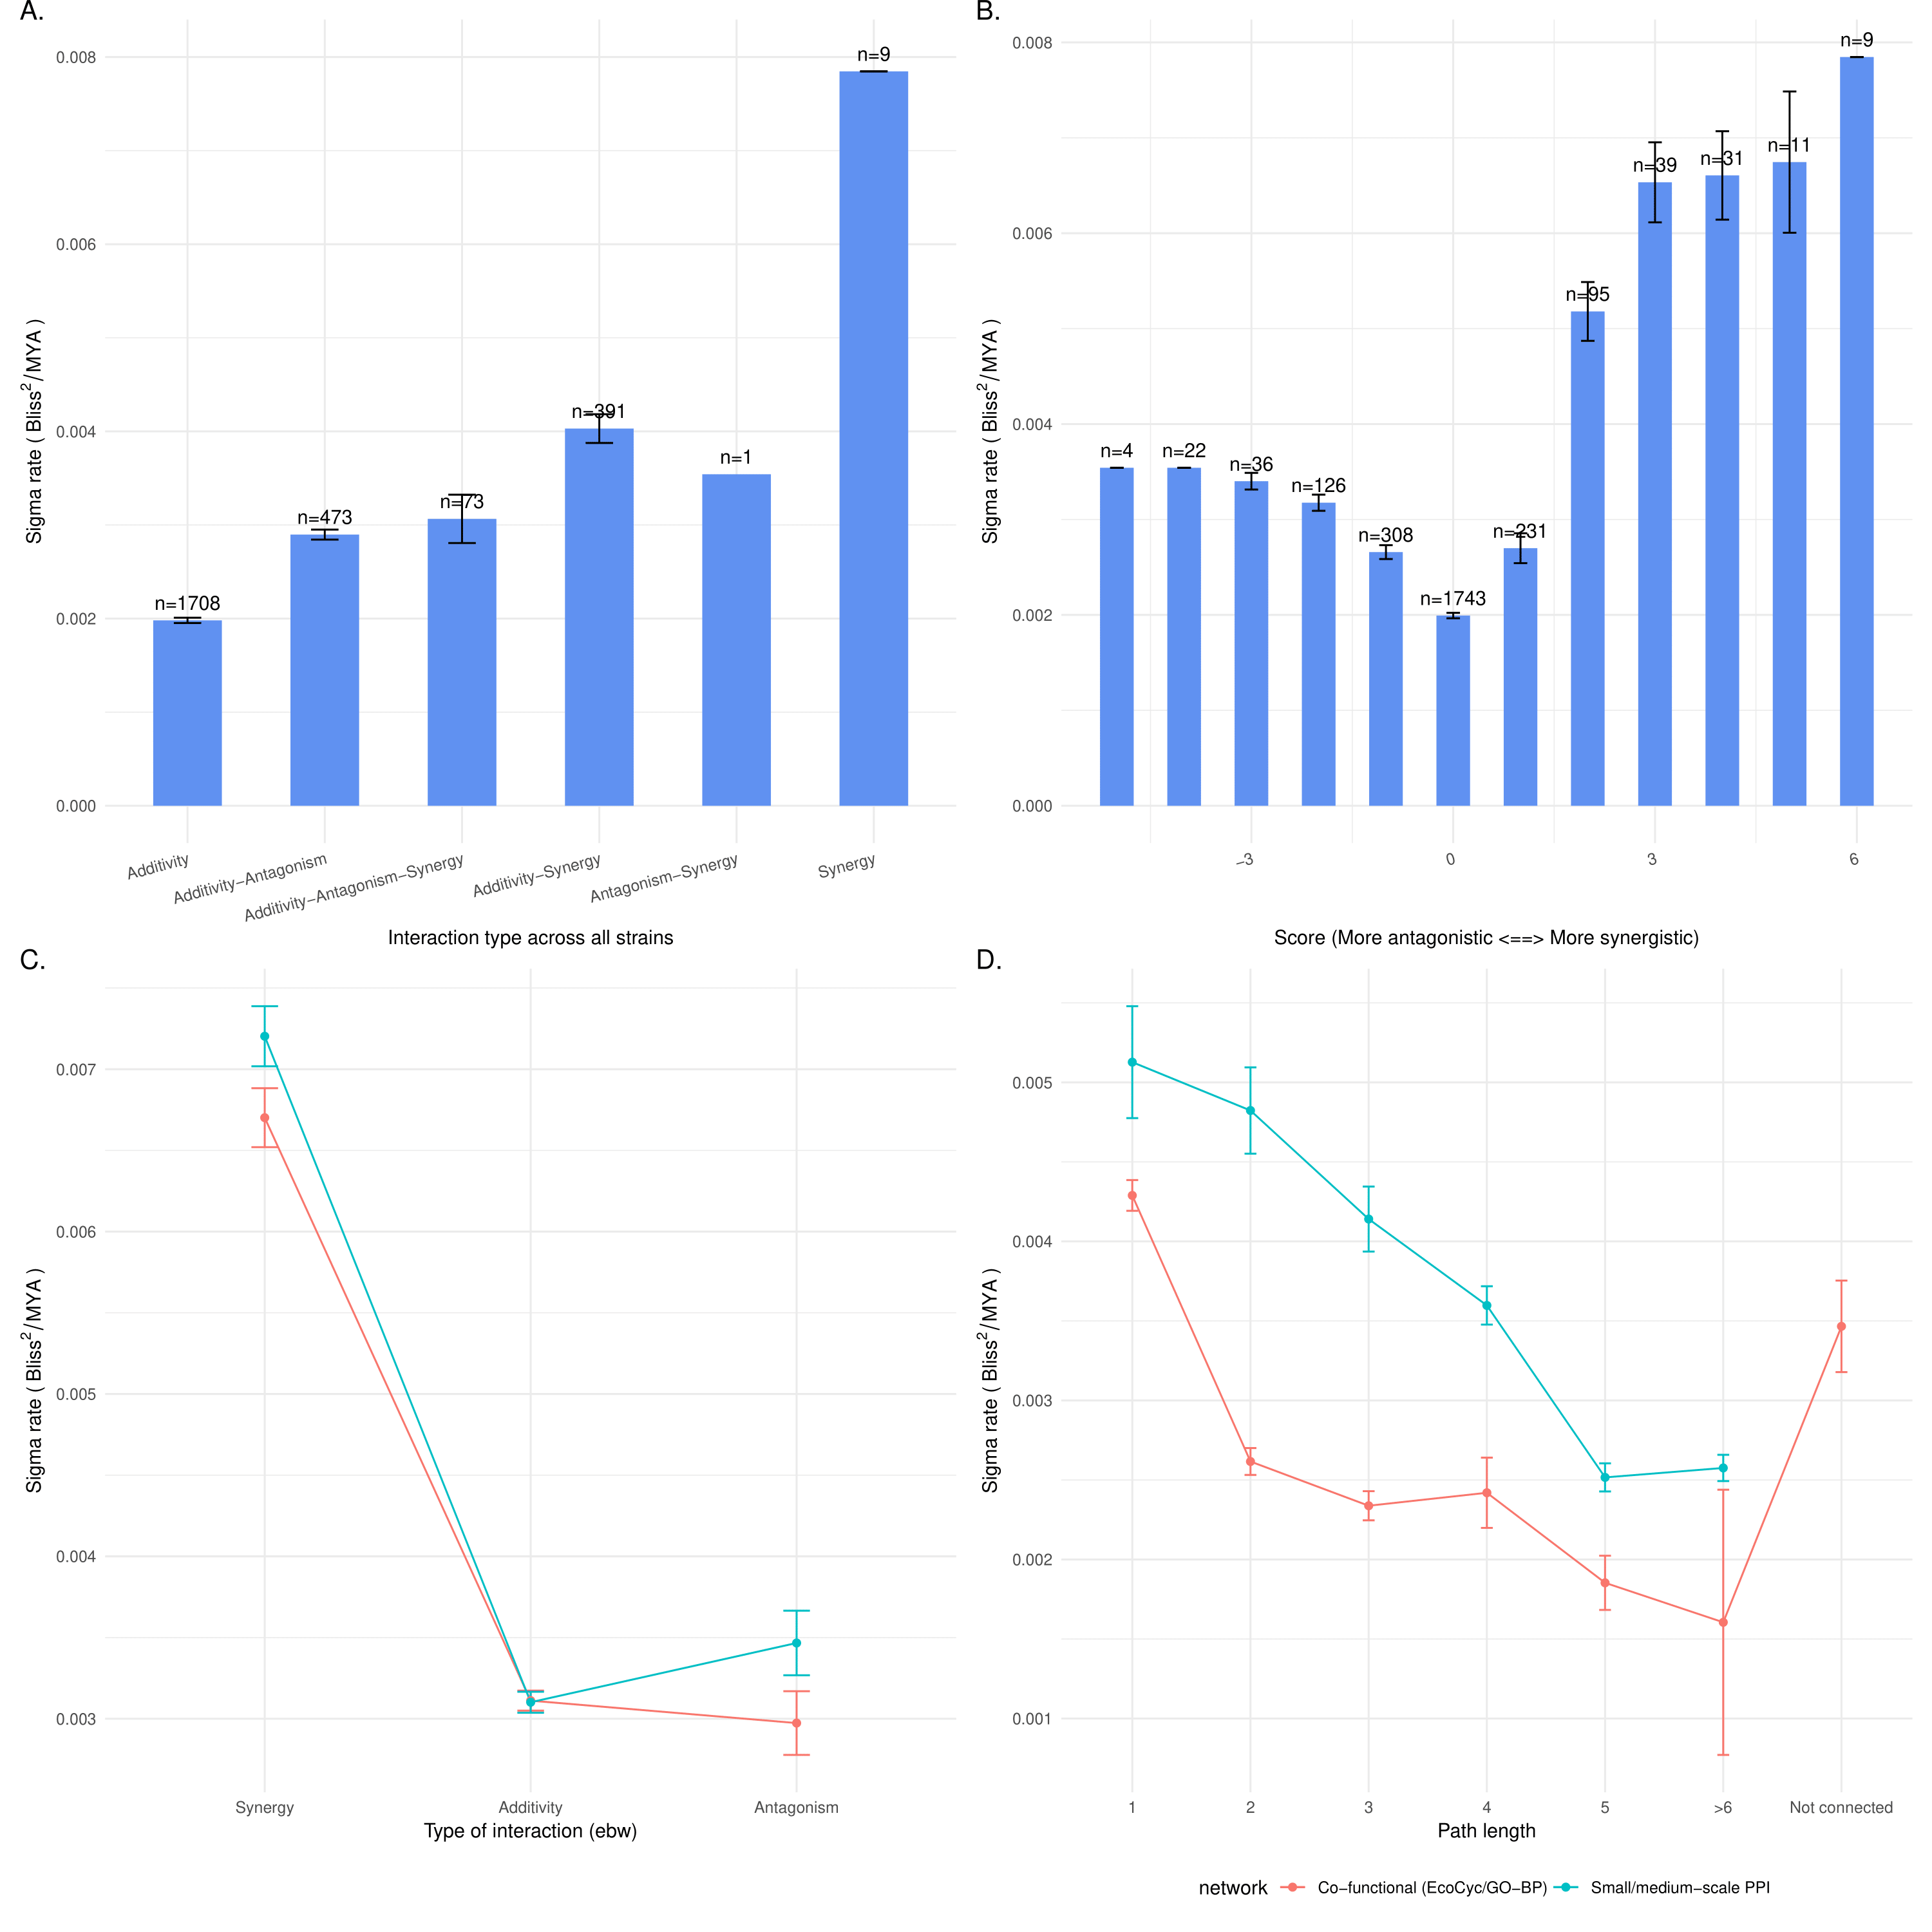 A.
Sigma rate ( Bliss²/MYA )
0.008
0.006
0.004
0.002
0.000
n=1708
n=473
n=73
n=391
n=1
n=9
Additivity
Additivity−Antagonism
Additivity−Antagonism−Synergy
Additivity−Synergy
Antagonism−Synergy
Synergy
Interaction type across all strains
B.
Sigma rate ( Bliss²/MYA )
0.008
0.006
0.004
0.002
0.000
n=4
n=22
n=36
n=126
n=308
n=1743
n=231
n=95
n=39
n=31
n=11
n=9
−3
0
3
6
Score (More antagonistic <==> More synergistic)
C.
Sigma rate ( Bliss²/MYA )
0.007
0.006
0.005
0.004
0.003
Synergy
Additivity
Antagonism
Type of interaction (ebw)
D.
Sigma rate ( Bliss²/MYA )
0.005
0.004
0.003
0.002
0.001
1
2
3
4
5
>6
Not connected
Path length
network
Co−functional (EcoCyc/GO−BP)
Small/medium−scale PPI